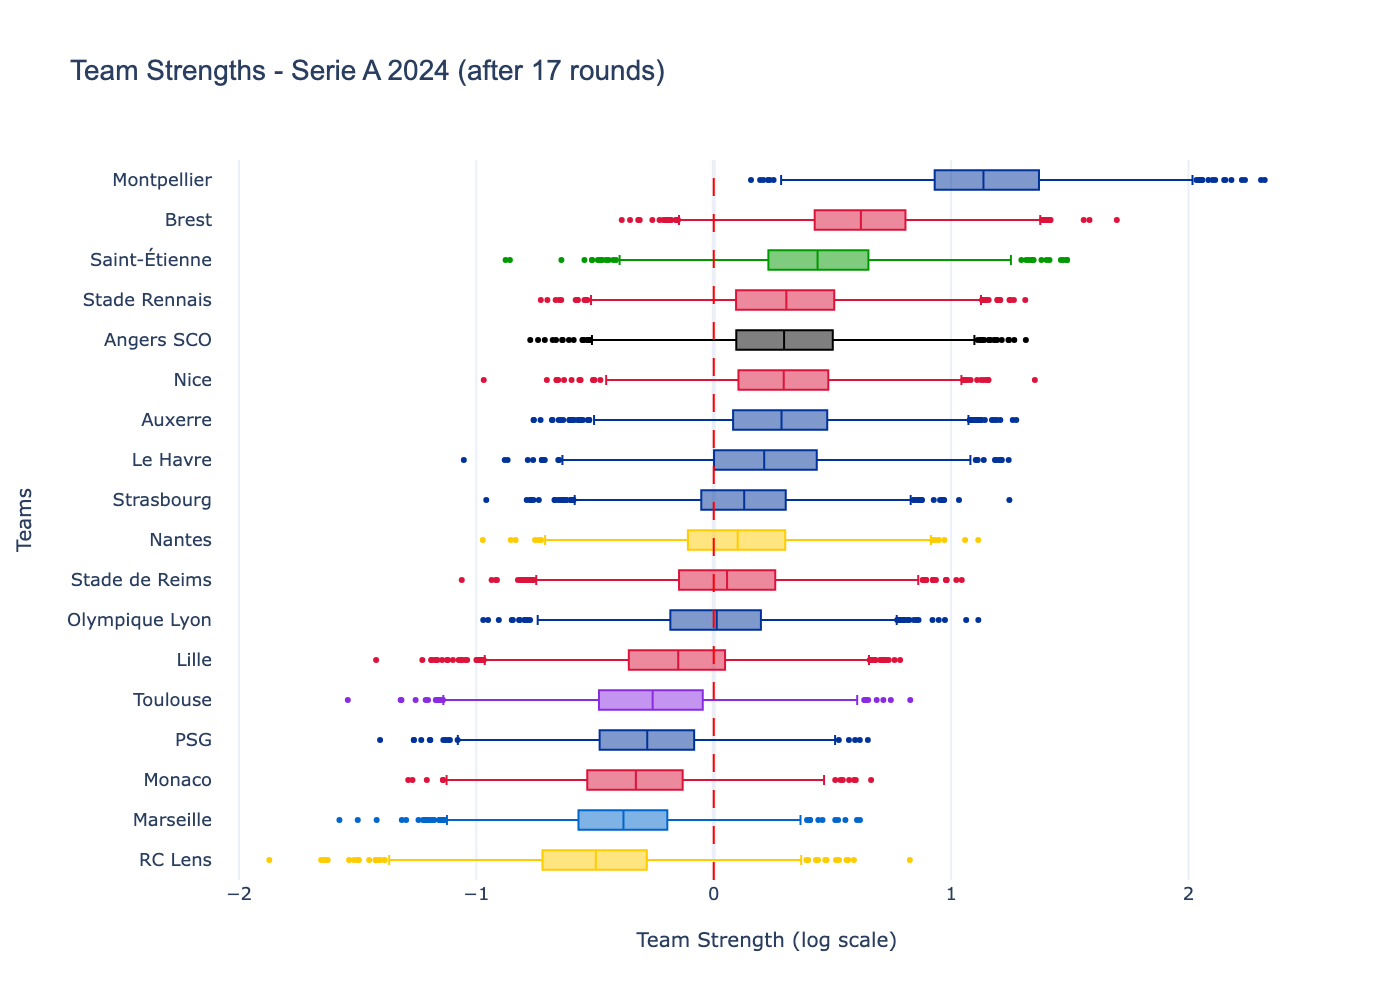 Team Strengths - Serie A 2024 (after 17 rounds)
Montpellier
Brest
Saint-Étienne
Stade Rennais
Angers SCO
Nice
Auxerre
Le Havre
Strasbourg
Nantes
Stade de Reims
Olympique Lyon
Lille
Toulouse
PSG
Monaco
Marseille
RC Lens
Teams
−2 −1 0 1 2
Team Strength (log scale)